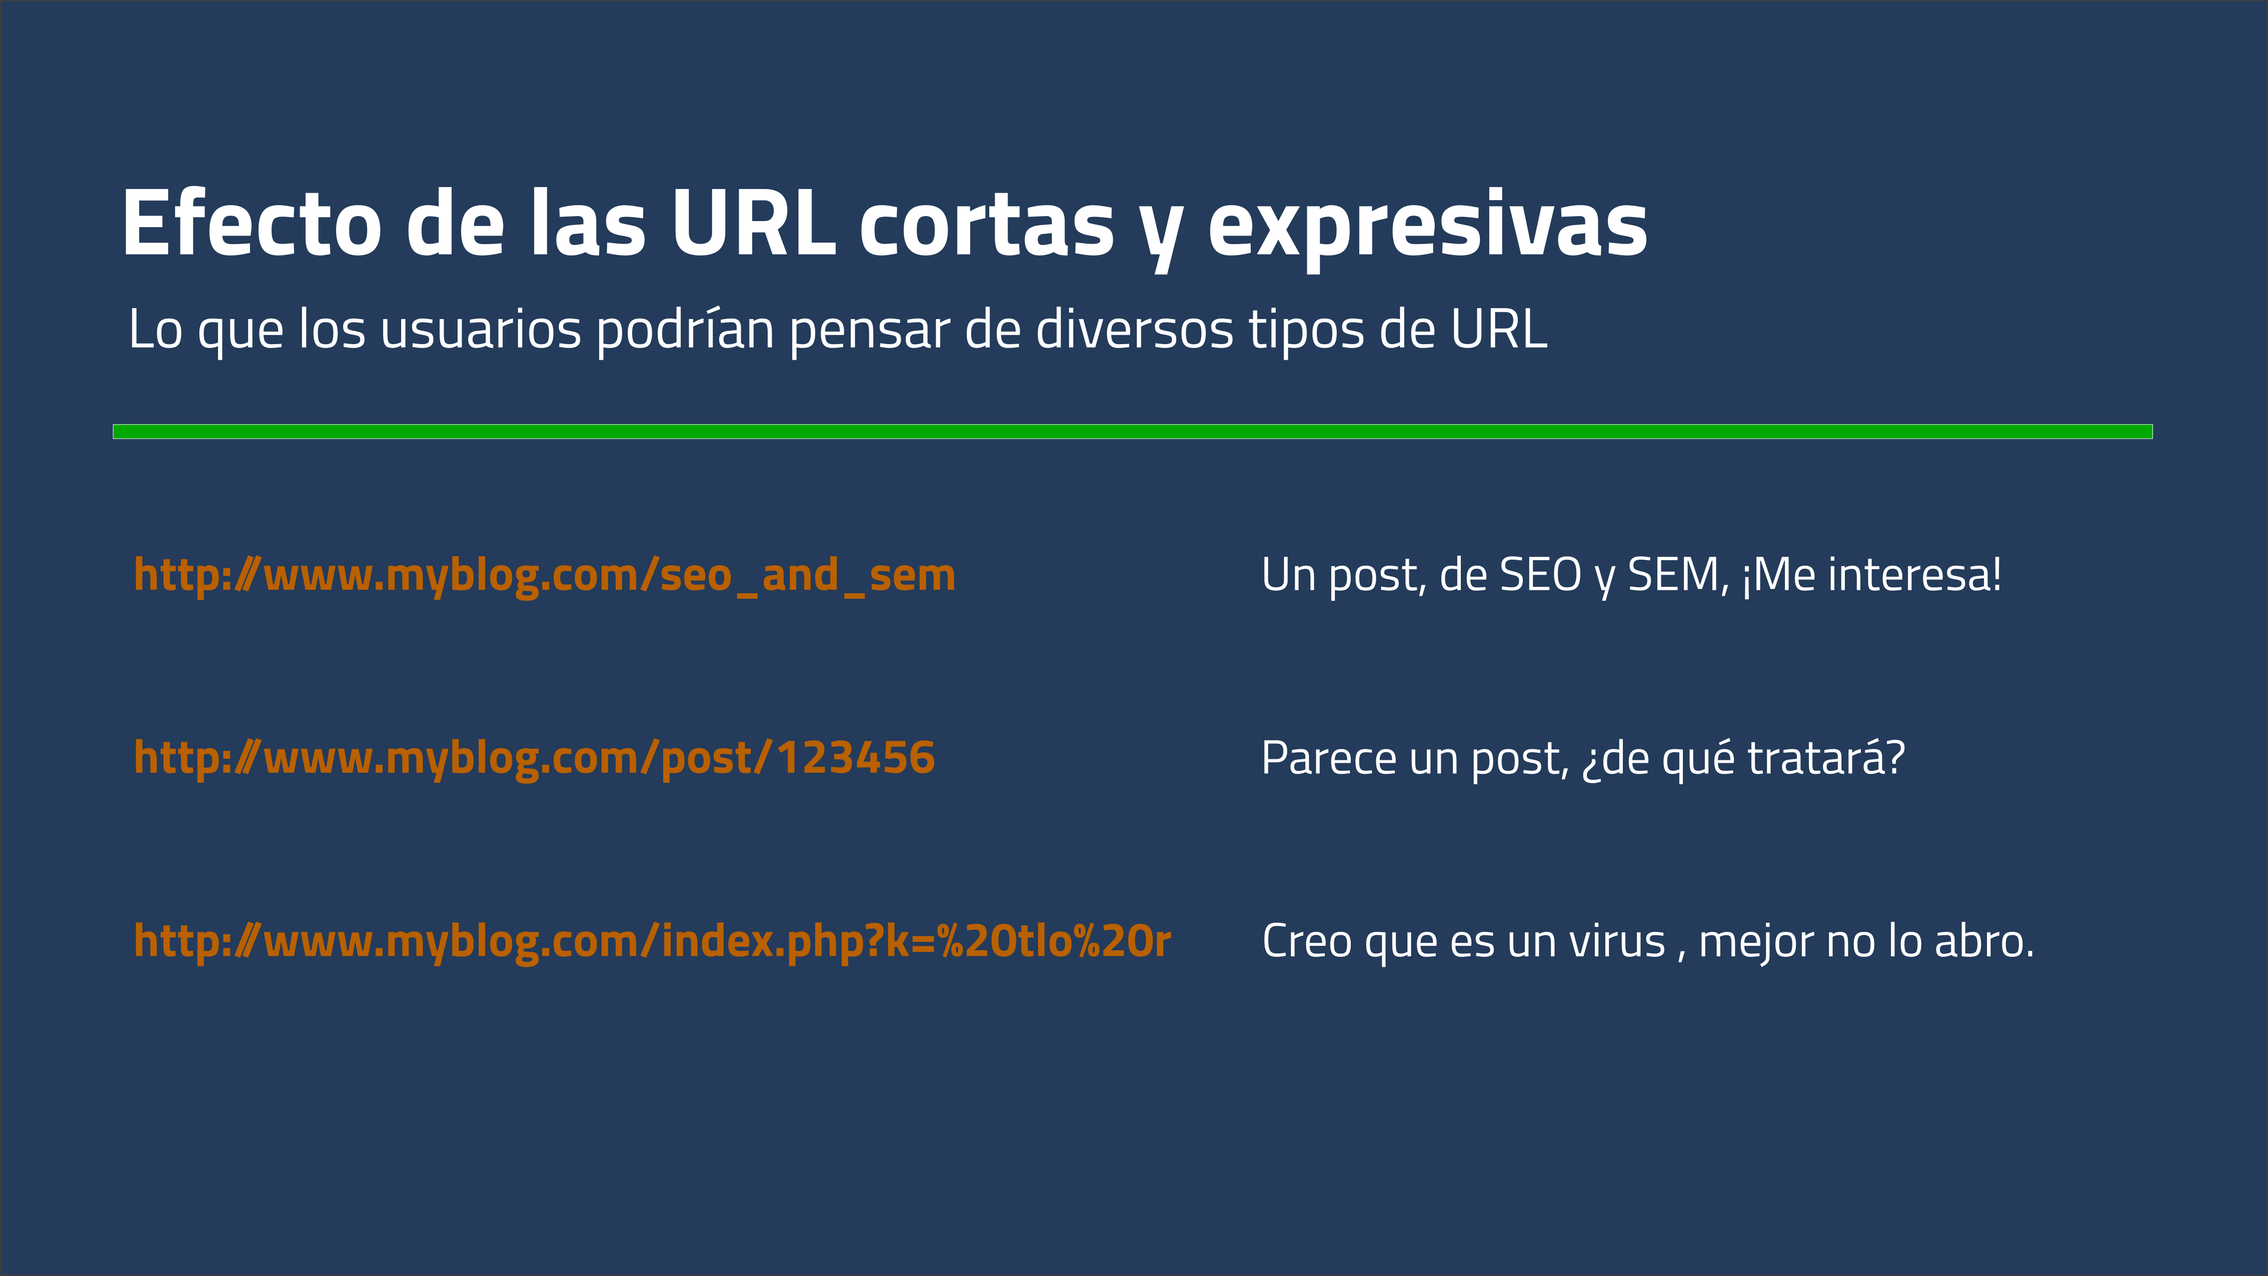 Efecto de las URL cortas y expresivas
Lo que los usuarios podrían pensar de diversos tipos de URL
http://www.myblog.com/seo_and_sem
Un post, de SEO y SEM, ¡Me interesa!
http://www.myblog.com/post/123456
Parece un post, ¿de qué tratará?
http://www.myblog.com/index.php?k=%20tlo%20r
Creo que es un virus , mejor no lo abro.